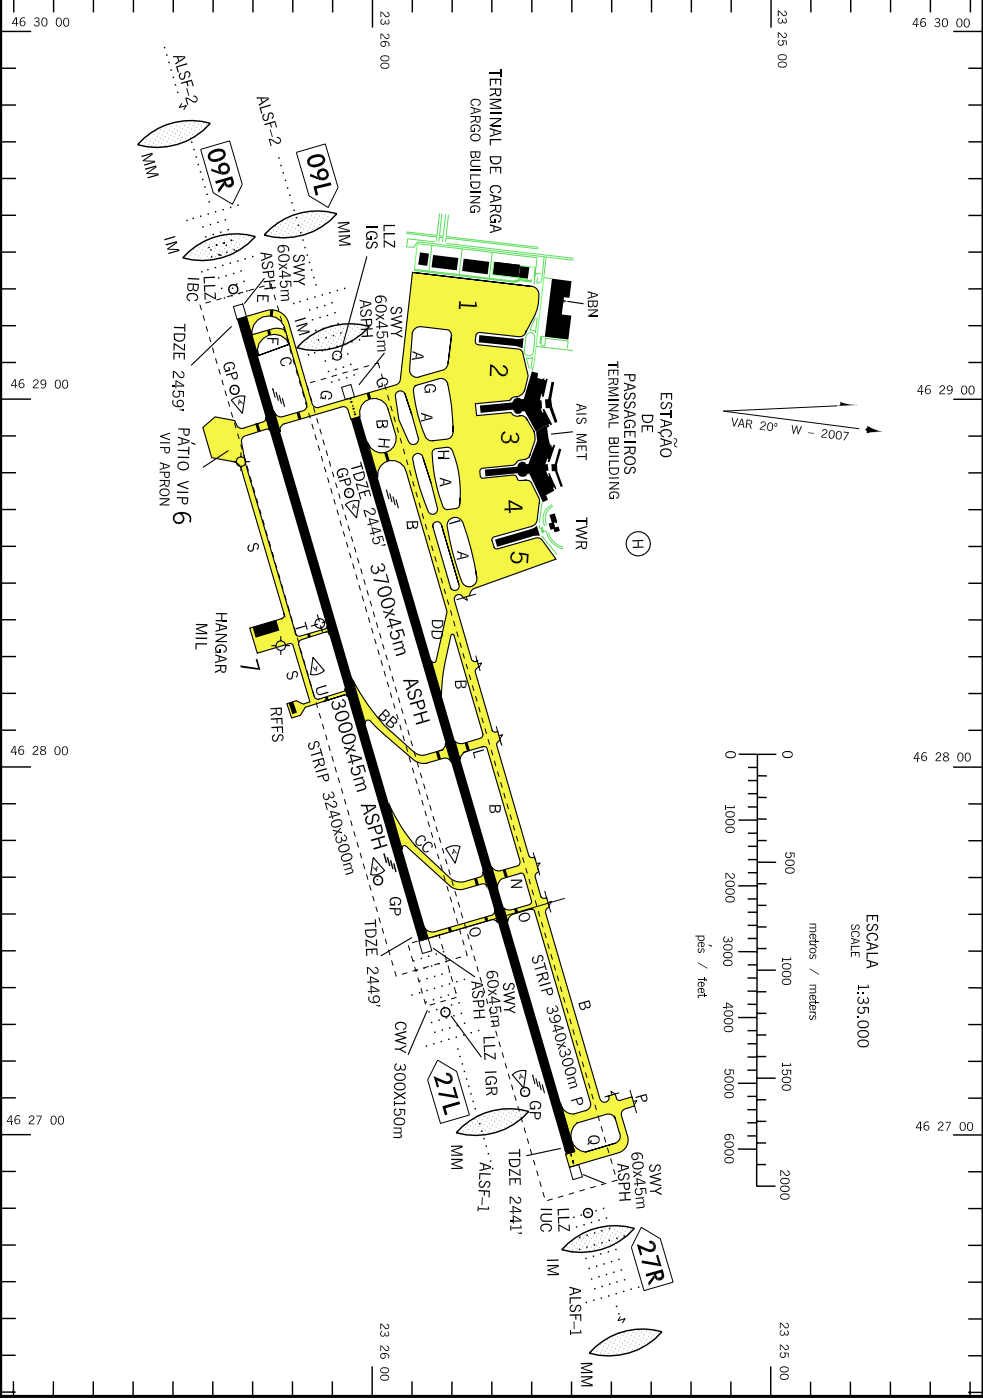 46 30 00
23 26 00
23 25 00
46 30 00
ALSF-2
MM
09R
IM
ALSF-2
09L
MM
LLZ
IGS
TERMINAL DE CARGA
CARGO BUILDING
SWY
60x45m
ASPH
LLZ
IBC
E
F
C
IM
SWY
60x45m
ASPH
1
ABN
TDZE 2459'
GP
G
G
A
G
A
2
3
4
5
ESTAÇÃO
DE
PASSAGEIROS
TERMINAL BUILDING
AIS MET
TWR
H
VAR 20° W - 2007
46 29 00
46 29 00
PÁTIO VIP 6
VIP APRON
B
H
H
A
A
B
GP
TDZE 2445'
3700x45m
ASPH
S
T
S
U
HANGAR
MIL
7
RFFS
3000x45m
ASPH
STRIP 3240x300m
BB
DD
B
L
B
CC
N
O
O
46 28 00
46 28 00
GP
TDZE 2449'
SWY
60x45m
ASPH
CWY 300X150m
LLZ IGR
27L
MM
ALSF-1
STRIP 3940x300m
B
GP
P
P
Q
TDZE 2441'
SWY
60x45m
ASPH
LLZ
IUC
IM
27R
ALSF-1
MM
46 27 00
46 27 00
ESCALA 1:35.000
SCALE
metros / meters
0
500
1000
1500
2000
0
1000
2000
3000
4000
5000
6000
pés / feet
23 26 00
23 25 00